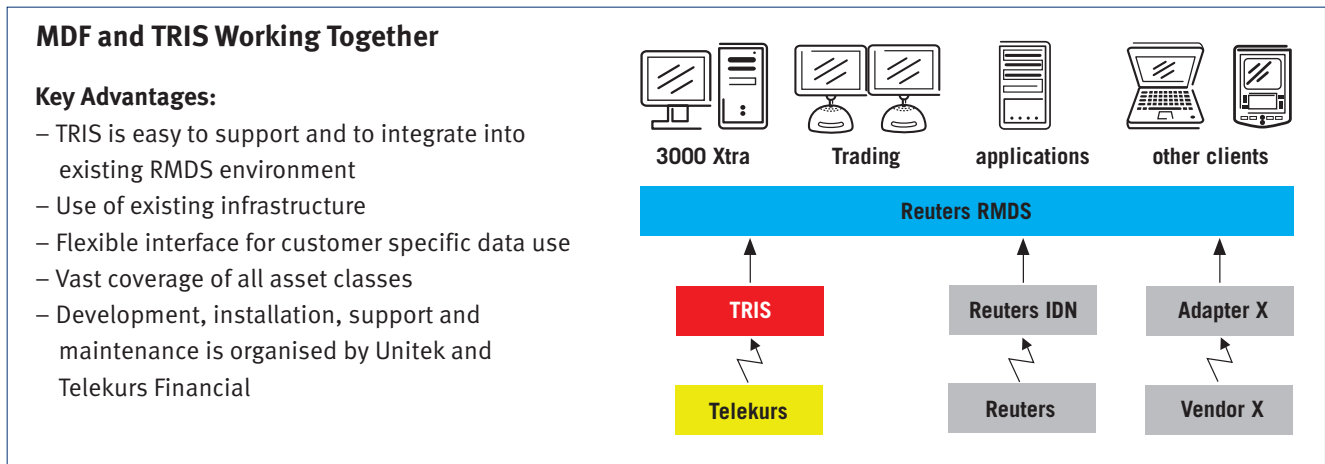 MDF and TRIS Working Together
Key Advantages:
– TRIS is easy to support and to integrate into
existing RMDS environment
– Use of existing infrastructure
– Flexible interface for customer specific data use
– Vast coverage of all asset classes
– Development, installation, support and
maintenance is organised by Unitek and
Telekurs Financial
3000 Xtra
Trading
applications
other clients
Reuters RMDS
TRIS
Reuters IDN
Adapter X
Telekurs
Reuters
Vendor X